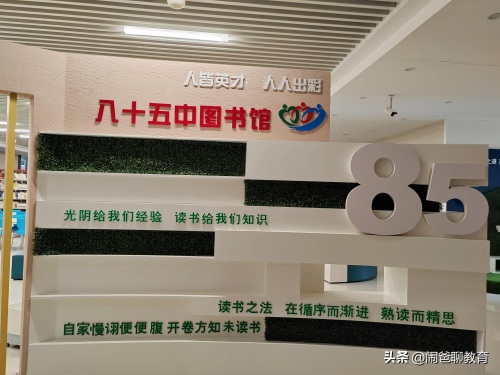 人皆英才 人人出彩
八十五中图书馆
85
光阴给我们经验 读书给我们知识
读书之法 在循序而渐进 熟读而精思
自家慢诩便便腹 开卷方知未读书
头条 @闹爸聊教育